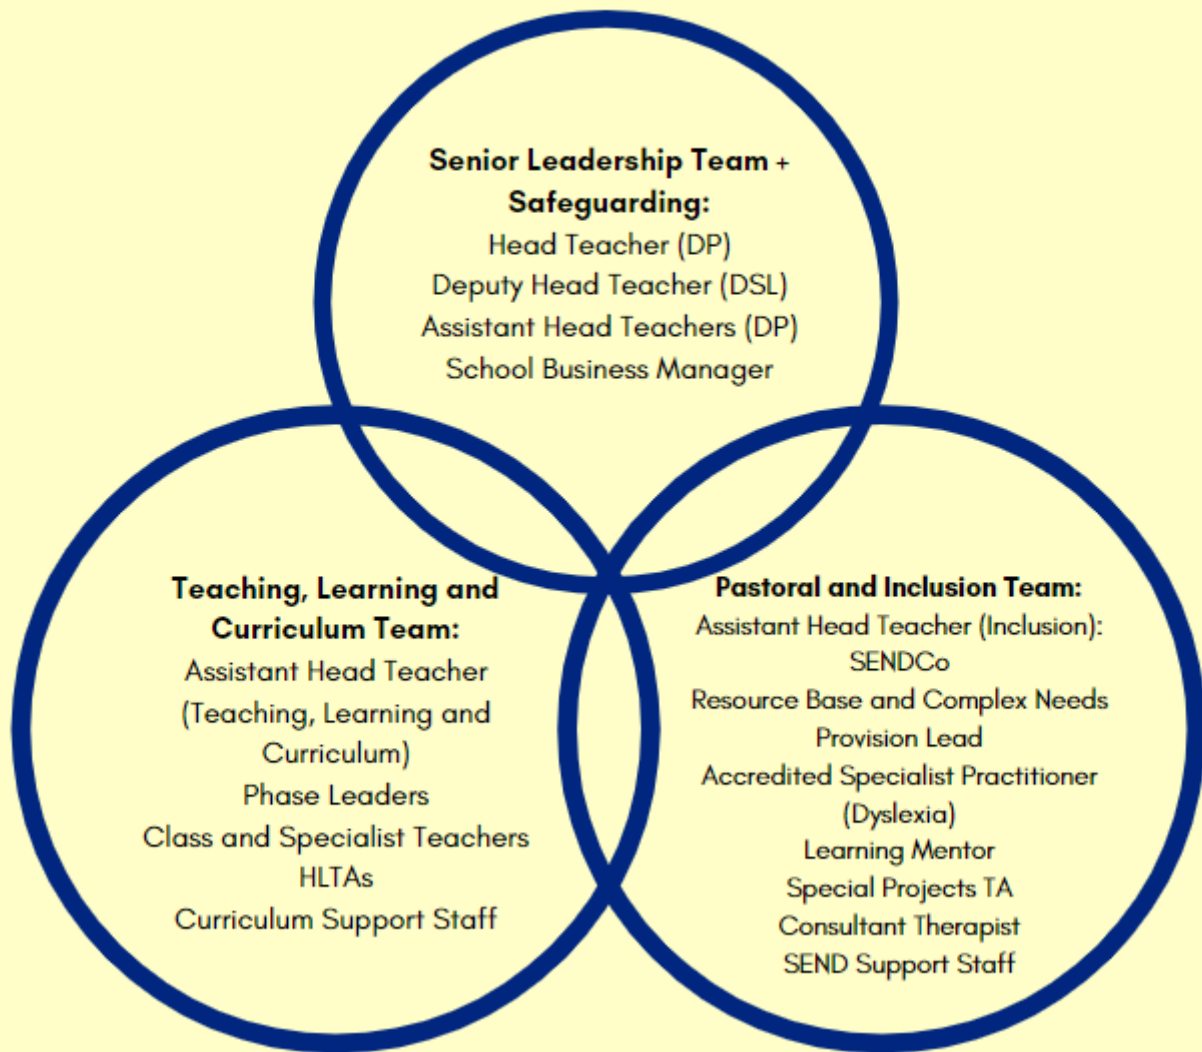 Senior Leadership Team +
Safeguarding:
Head Teacher (DP)
Deputy Head Teacher (DSL)
Assistant Head Teachers (DP)
School Business Manager
Teaching, Learning and
Curriculum Team:
Assistant Head Teacher
(Teaching, Learning and
Curriculum)
Phase Leaders
Class and Specialist Teachers
HLTAs
Curriculum Support Staff
Pastoral and Inclusion Team:
Assistant Head Teacher (Inclusion):
SENDCo
Resource Base and Complex Needs
Provision Lead
Accredited Specialist Practitioner
(Dyslexia)
Learning Mentor
Special Projects TA
Consultant Therapist
SEND Support Staff